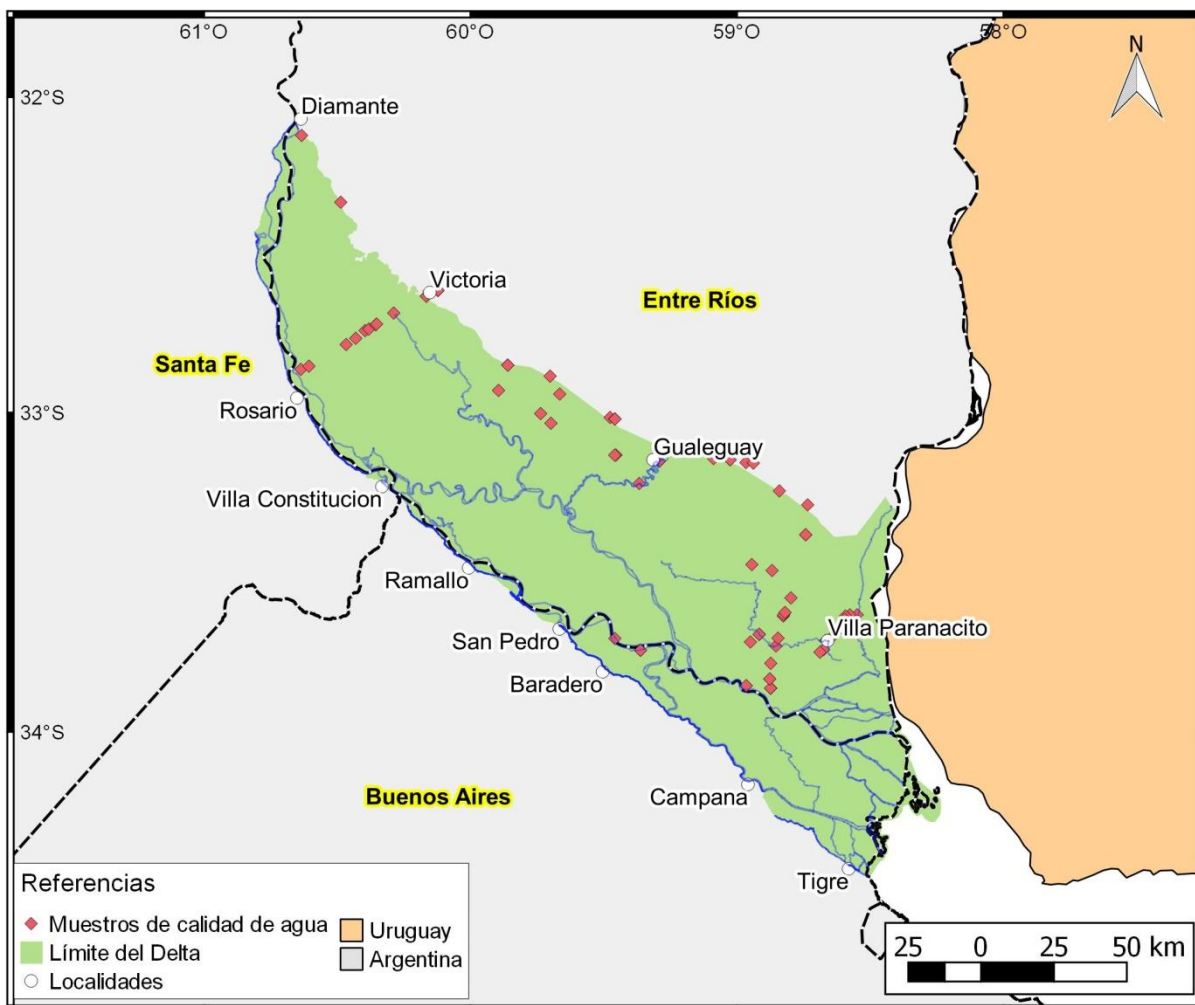 61°O
60°O
59°O
58°O
N
32°S
Diamante
Victoria
Entre Ríos
Santa Fe
33°S
Rosario
Gualeguay
Villa Constitucion
Ramallo
San Pedro
Villa Paranacito
Baradero
34°S
Buenos Aires
Campana
Tigre
Referencias
Muestros de calidad de agua
Uruguay
Límite del Delta
Argentina
Localidades
25 0 25 50 km